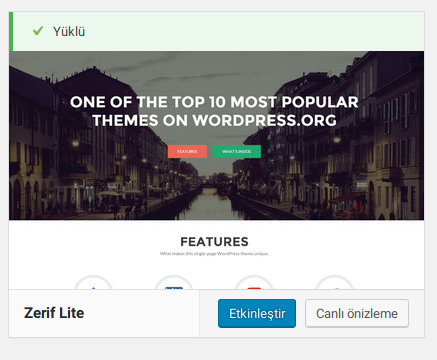 Yüklü
ONE OF THE TOP 10 MOST POPULAR
THEMES ON WORDPRESS.ORG
FEATURES
WHAT'S INSIDE
FEATURES
What makes this single-page WordPress theme unique.
Zerif Lite
Etkinleştir
Canlı önizleme